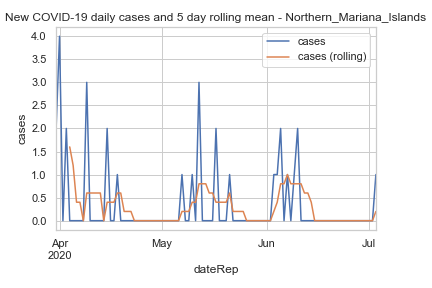 New COVID-19 daily cases and 5 day rolling mean - Northern_Mariana_Islands
cases
cases (rolling)
4.0
3.5
3.0
2.5
2.0
1.5
1.0
0.5
0.0
cases
Apr
2020
May
Jun
Jul
dateRep